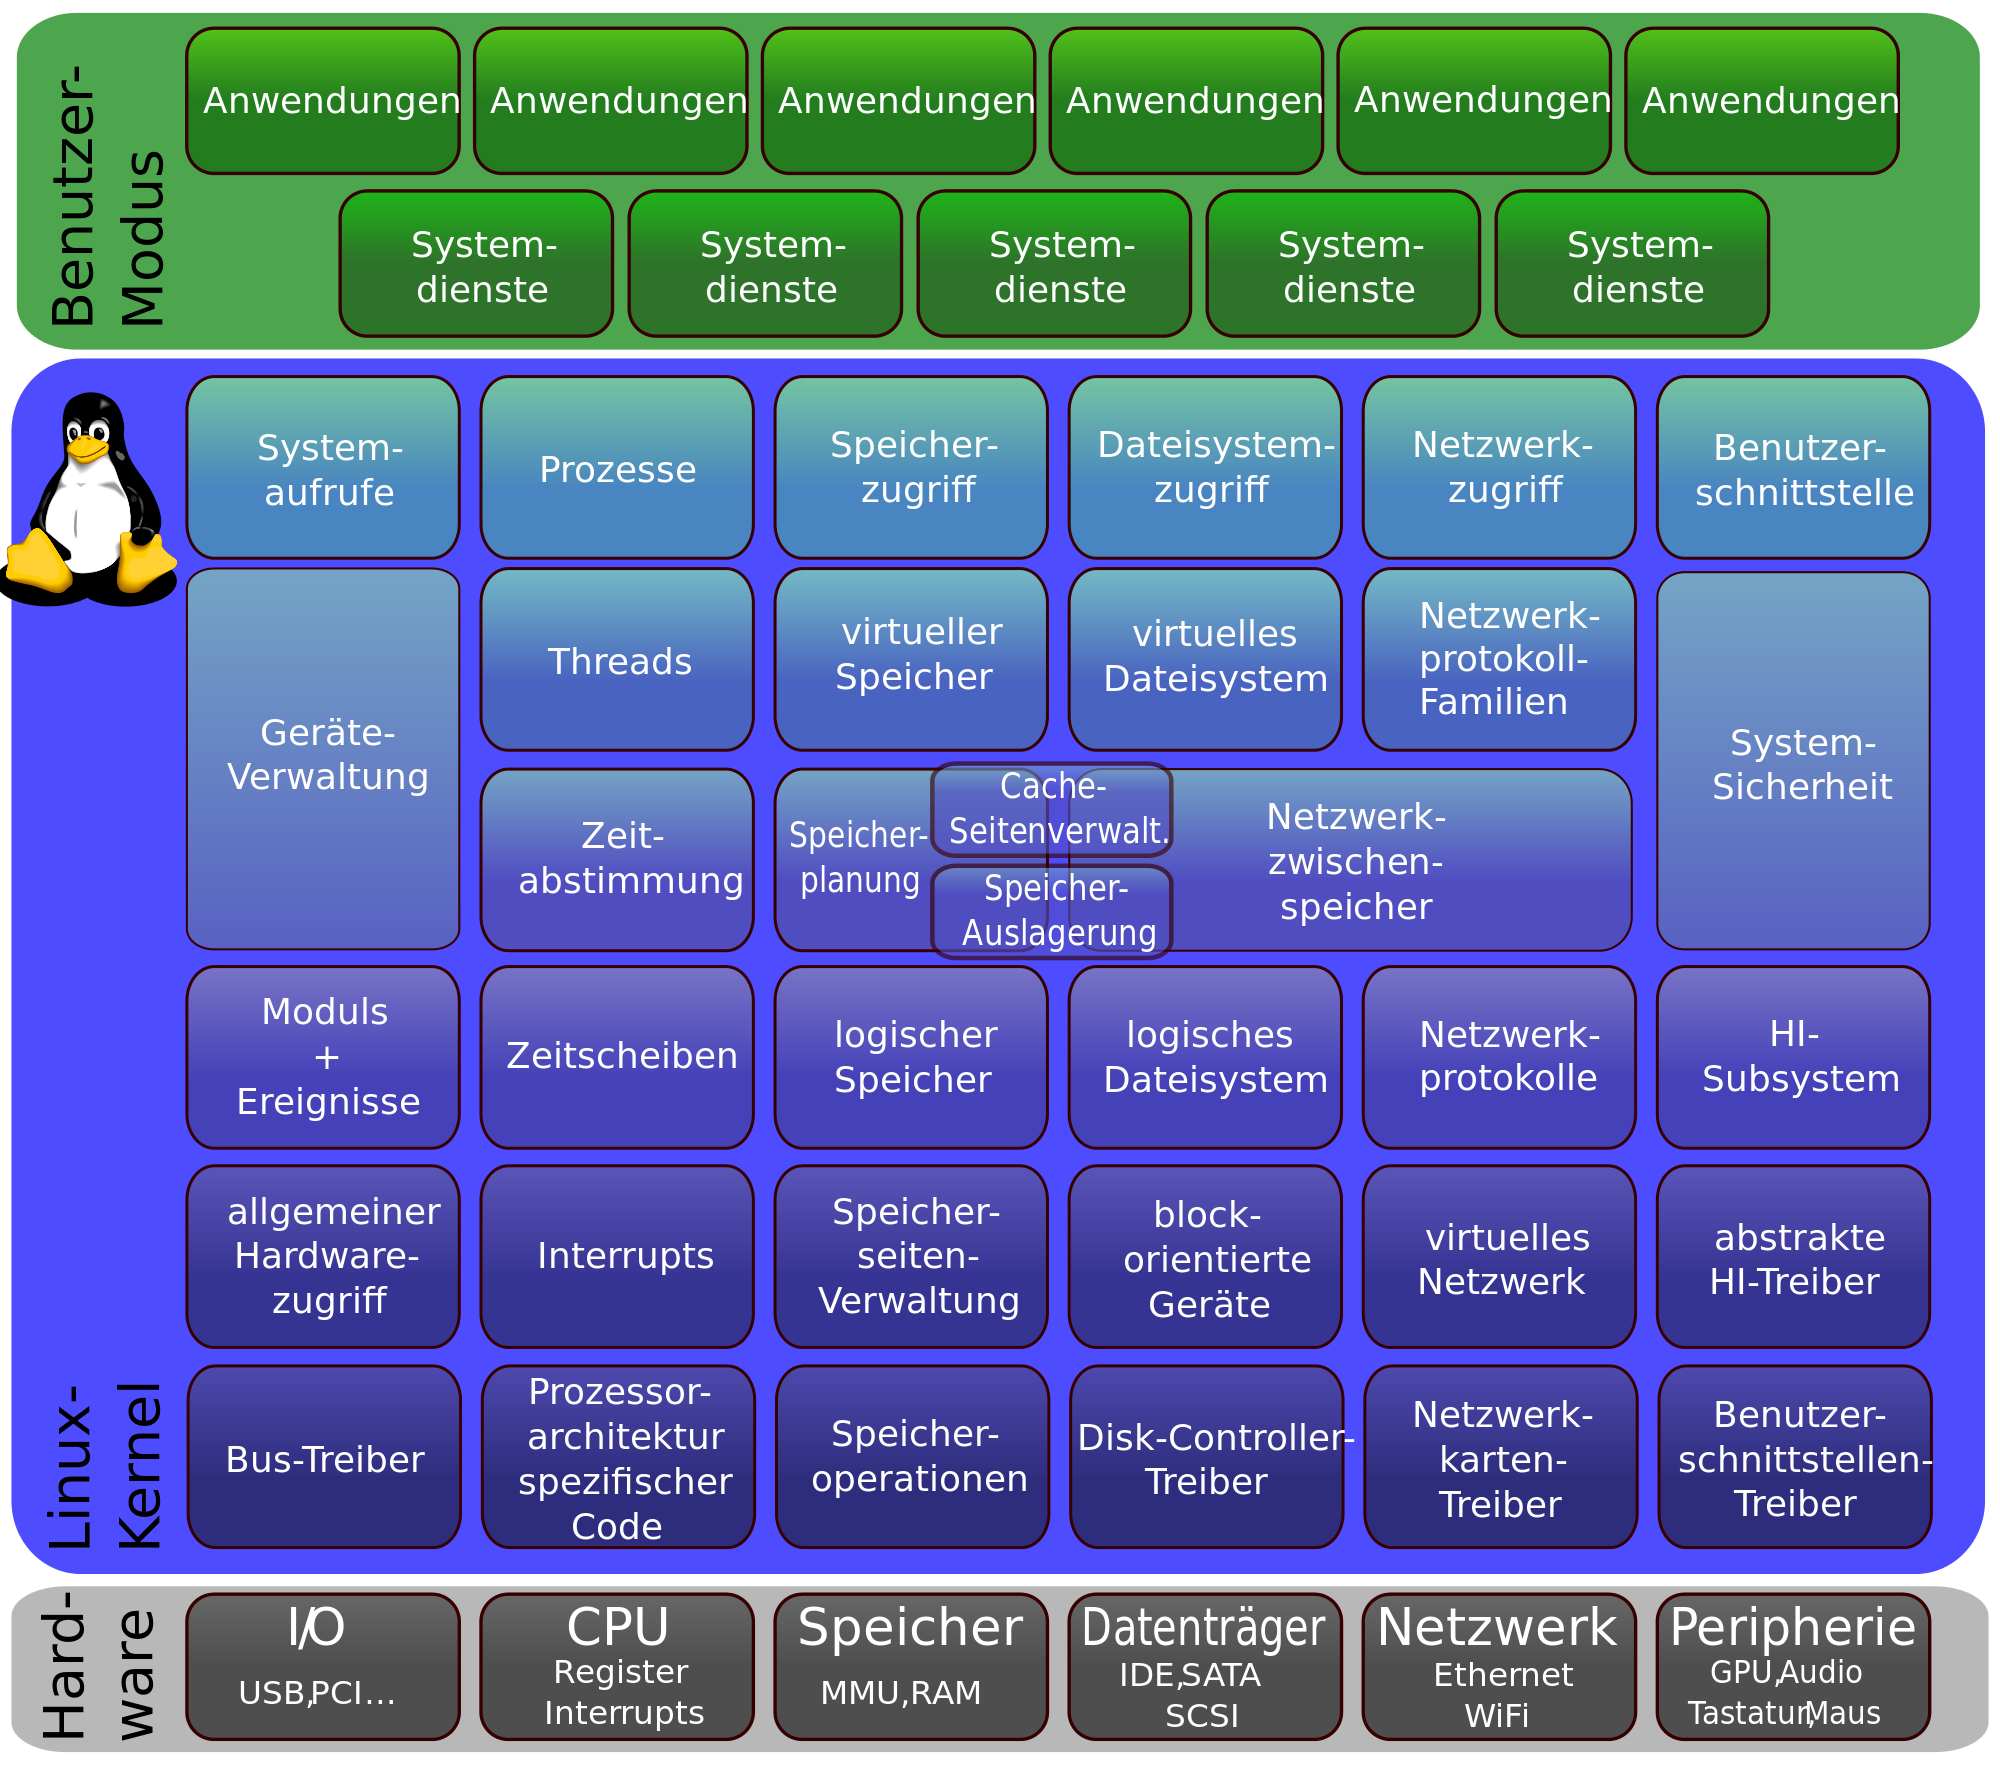 Benutzer-
Modus
Anwendungen
Anwendungen
Anwendungen
Anwendungen
Anwendungen
Anwendungen
System-
dienste
System-
dienste
System-
dienste
System-
dienste
System-
dienste
Linux-
Kernel
System-
aufrufe
Prozesse
Speicher-
zugriff
Dateisystem-
zugriff
Netzwerk-
zugriff
Benutzer-
schnittstelle
Geräte-
Verwaltung
Threads
virtueller
Speicher
virtuelles
Dateisystem
Netzwerk-
protokoll-
Familien
System-
Sicherheit
Zeit-
abstimmung
Speicher-
planung
Cache-
Seitenverwalt.
Speicher-
Auslagerung
Netzwerk-
zwischen-
speicher
Moduls
+
Ereignisse
Zeitscheiben
logischer
Speicher
logisches
Dateisystem
Netzwerk-
protokolle
HI-
Subsystem
allgemeiner
Hardware-
zugriff
Interrupts
Speicher-
seiten-
Verwaltung
block-
orientierte
Geräte
virtuelles
Netzwerk
abstrakte
HI-Treiber
Bus-Treiber
Prozessor-
architektur
spezifischer
Code
Speicher-
operationen
Disk-Controller-
Treiber
Netzwerk-
karten-
Treiber
Benutzer-
schnittstellen-
Treiber
Hard-
ware
I/O
USB,PCI...
CPU
Register
Interrupts
Speicher
MMU,RAM
Datenträger
IDE,SATA
SCSI
Netzwerk
Ethernet
WiFi
Peripherie
GPU,Audio
Tastatur,Maus